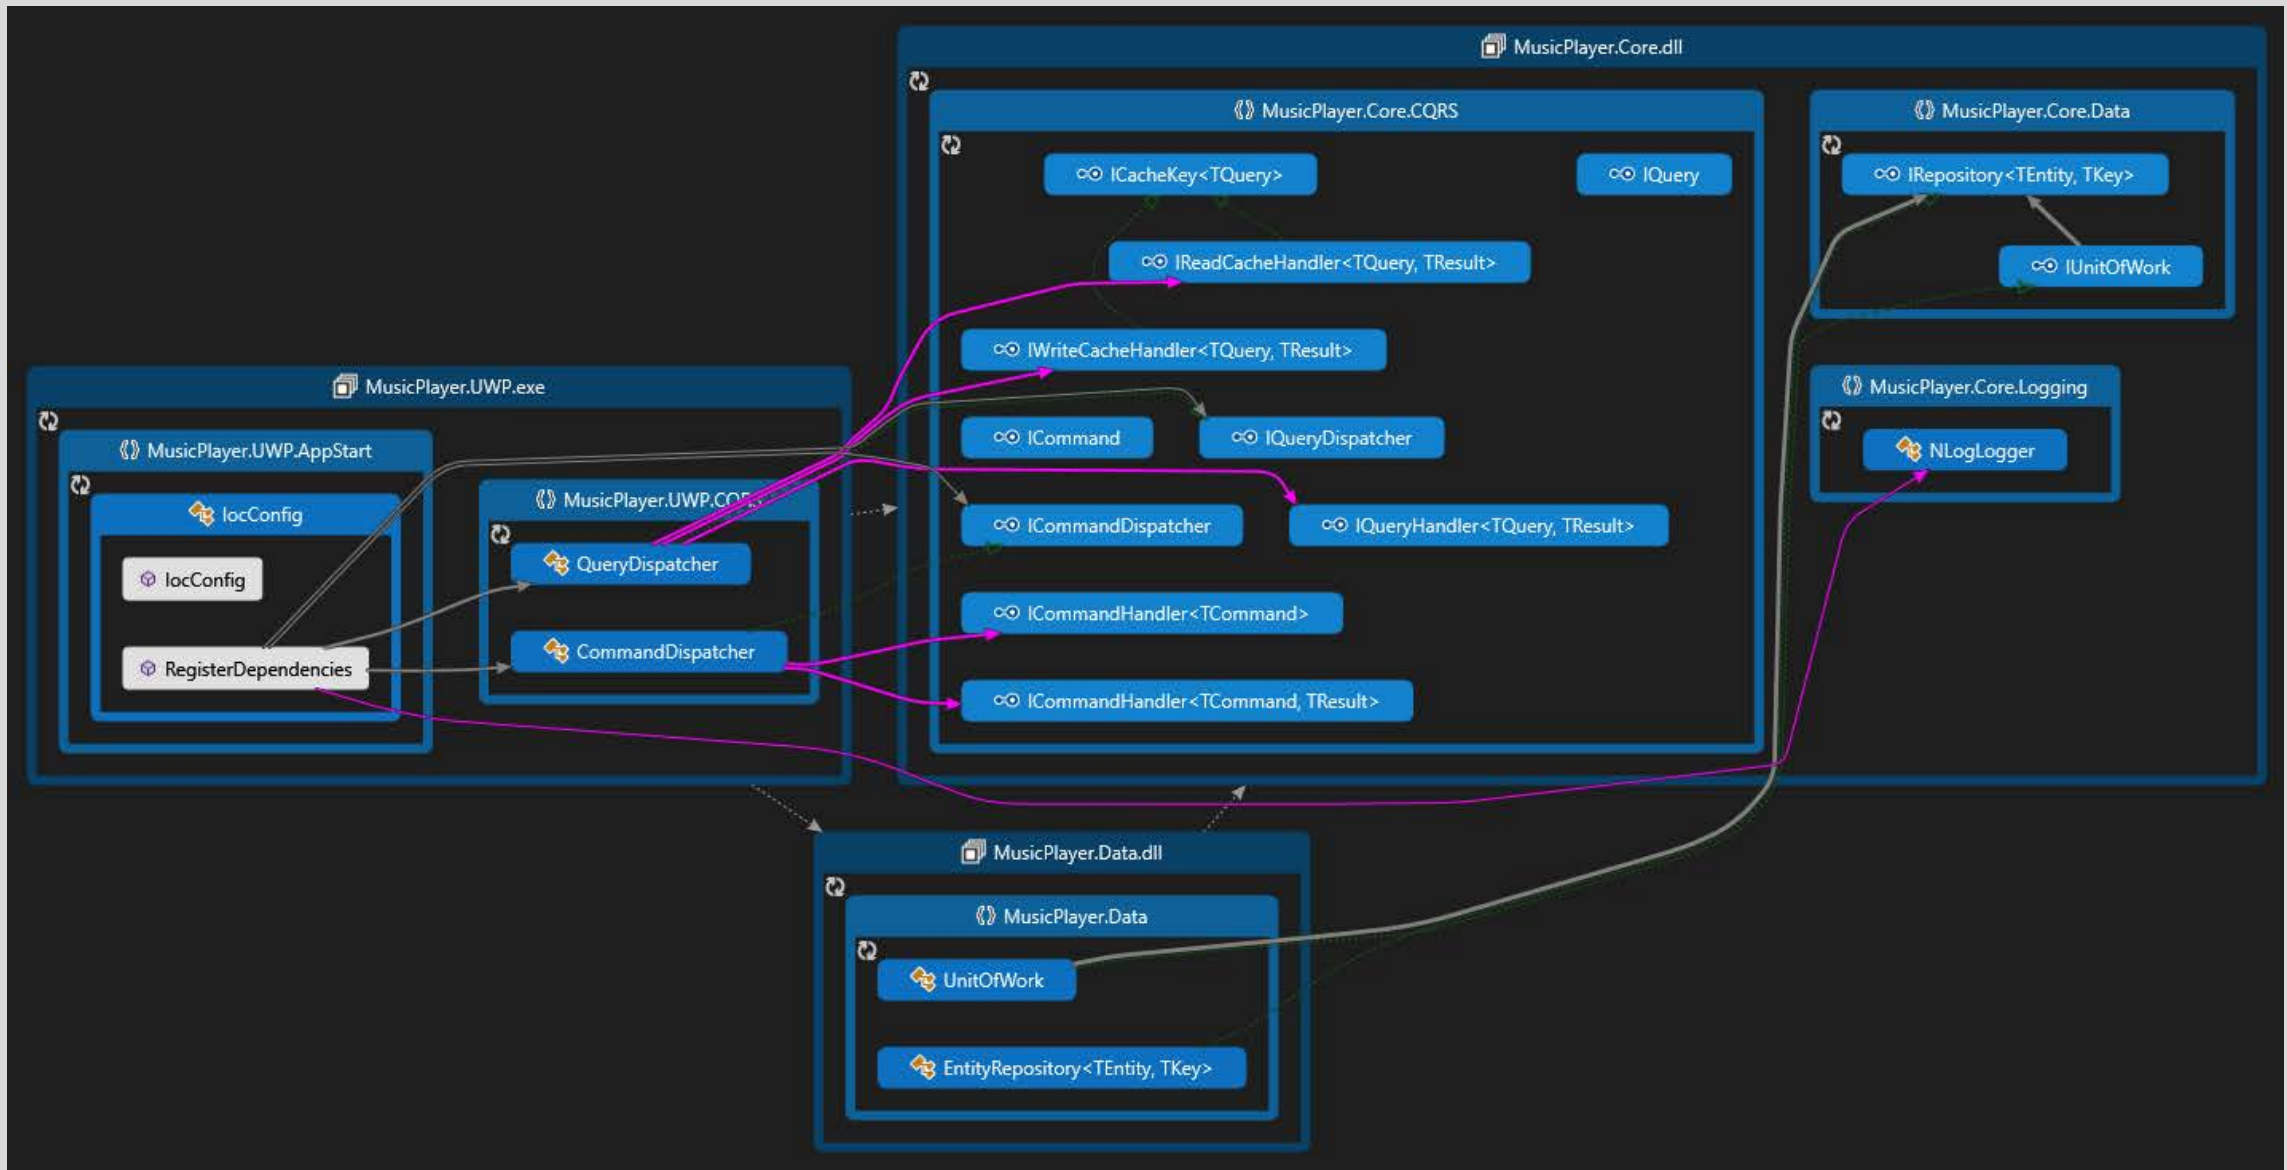 MusicPlayer.Core.dll
MusicPlayer.Core.CQRS
ICacheKey<TQuery>
IQuery
IReadCacheHandler<TQuery, TResult>
IWriteCacheHandler<TQuery, TResult>
ICommand
IQueryDispatcher
ICommandDispatcher
IQueryHandler<TQuery, TResult>
ICommandHandler<TCommand>
ICommandHandler<TCommand, TResult>
MusicPlayer.Core.Data
IRepository<TEntity, TKey>
IUnitOfWork
MusicPlayer.Core.Logging
NLogLogger
MusicPlayer.UWP.exe
MusicPlayer.UWP.AppStart
IocConfig
IocConfig
RegisterDependencies
MusicPlayer.UWP.CQRS
QueryDispatcher
CommandDispatcher
MusicPlayer.Data.dll
MusicPlayer.Data
UnitOfWork
EntityRepository<TEntity, TKey>